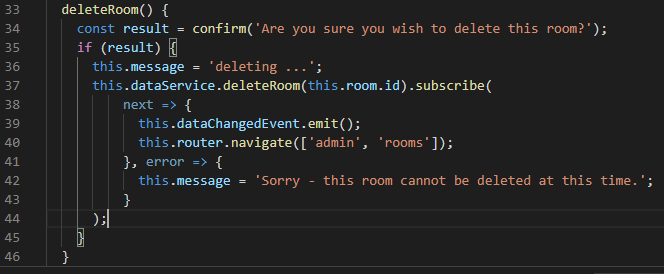 33 deleteRoom() {
34 const result = confirm('Are you sure you wish to delete this room?');
35 if (result) {
36 this.message = 'deleting ...';
37 this.dataService.deleteRoom(this.room.id).subscribe(
38 next => {
39 this.dataChangedEvent.emit();
40 this.router.navigate(['admin', 'rooms']);
41 }, error => {
42 this.message = 'Sorry - this room cannot be deleted at this time.';
43 }
44 );
45 }
46 }